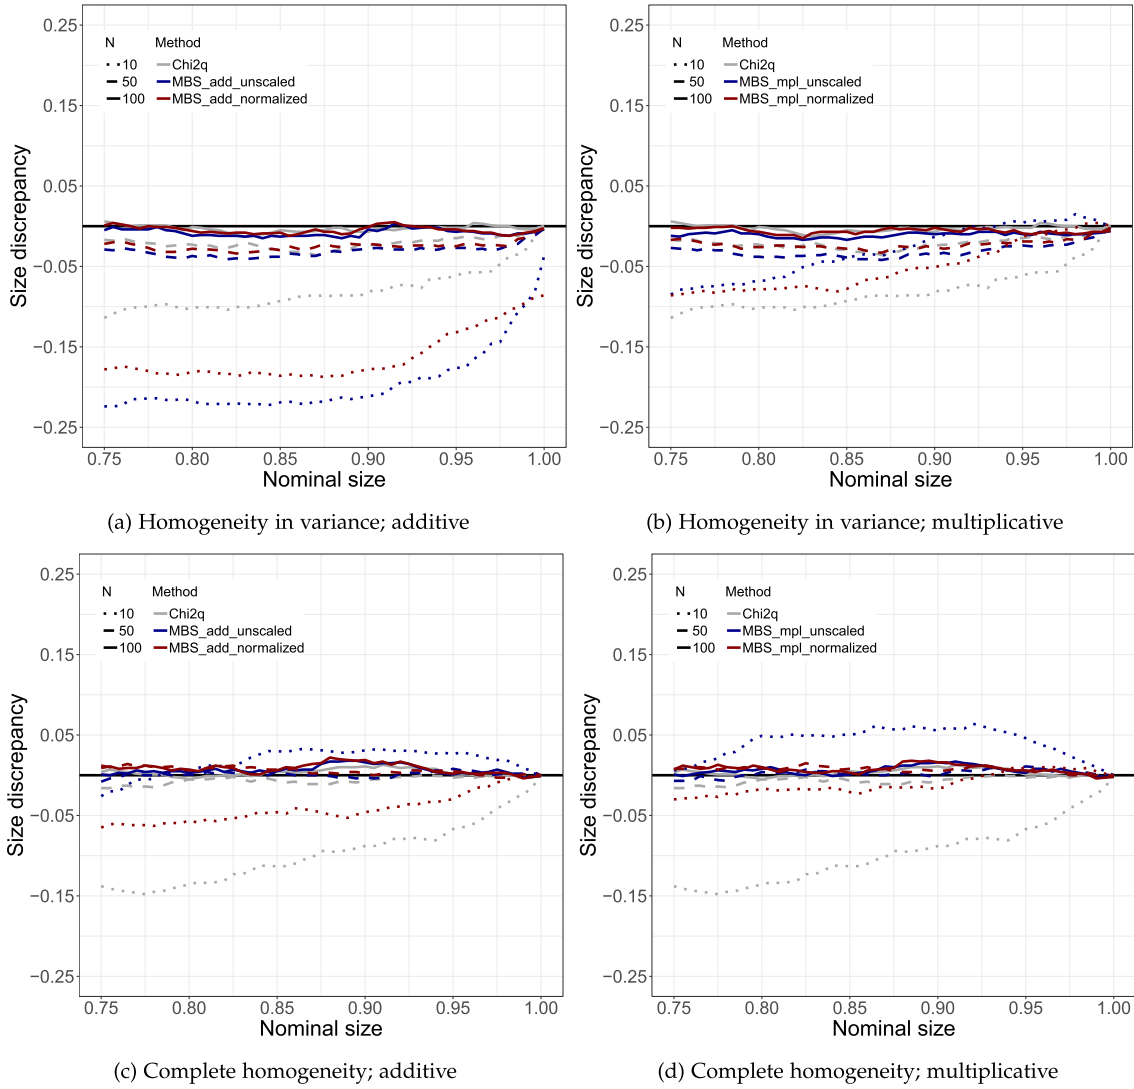 0.25
0.15
0.05
−0.05
−0.15
−0.25
Size discrepancy
N Method
10 Chi2q
50 MBS_add_unscaled
100 MBS_add_normalized
0.75 0.80 0.85 0.90 0.95 1.00
Nominal size
(a) Homogeneity in variance; additive
0.25
0.15
0.05
−0.05
−0.15
−0.25
Size discrepancy
N Method
10 Chi2q
50 MBS_mpl_unscaled
100 MBS_mpl_normalized
0.75 0.80 0.85 0.90 0.95 1.00
Nominal size
(b) Homogeneity in variance; multiplicative
0.25
0.15
0.05
−0.05
−0.15
−0.25
Size discrepancy
N Method
10 Chi2q
50 MBS_add_unscaled
100 MBS_add_normalized
0.75 0.80 0.85 0.90 0.95 1.00
Nominal size
(c) Complete homogeneity; additive
0.25
0.15
0.05
−0.05
−0.15
−0.25
Size discrepancy
N Method
10 Chi2q
50 MBS_mpl_unscaled
100 MBS_mpl_normalized
0.75 0.80 0.85 0.90 0.95 1.00
Nominal size
(d) Complete homogeneity; multiplicative